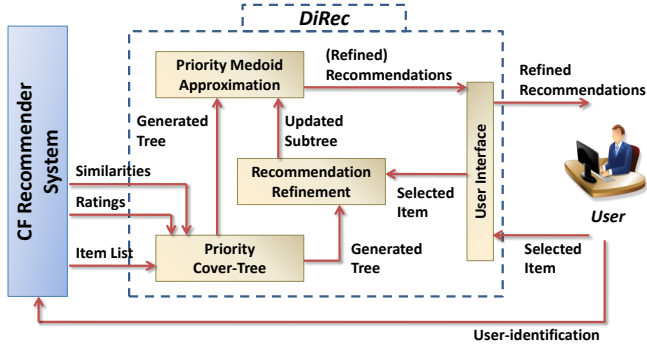 DiRec
Priority Medoid
Approximation
(Refined)
Recommendations
Refined
Recommendations
Generated
Tree
Updated
Subtree
CF Recommender
System
Similarities
Ratings
Item List
Recommendation
Refinement
Selected
Item
User Interface
User
Priority
Cover-Tree
Generated
Tree
Selected
Item
User-identification